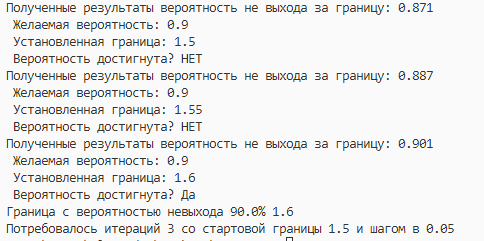 Полученные результаты вероятность не выхода за границу: 0.871
Желаемая вероятность: 0.9
Установленная граница: 1.5
Вероятность достигнута? НЕТ
Полученные результаты вероятность не выхода за границу: 0.887
Желаемая вероятность: 0.9
Установленная граница: 1.55
Вероятность достигнута? НЕТ
Полученные результаты вероятность не выхода за границу: 0.901
Желаемая вероятность: 0.9
Установленная граница: 1.6
Вероятность достигнута? Да
Граница с вероятностью невыхода 90.0% 1.6
Потребовалось итераций 3 со стартовой границы 1.5 и шагом в 0.05